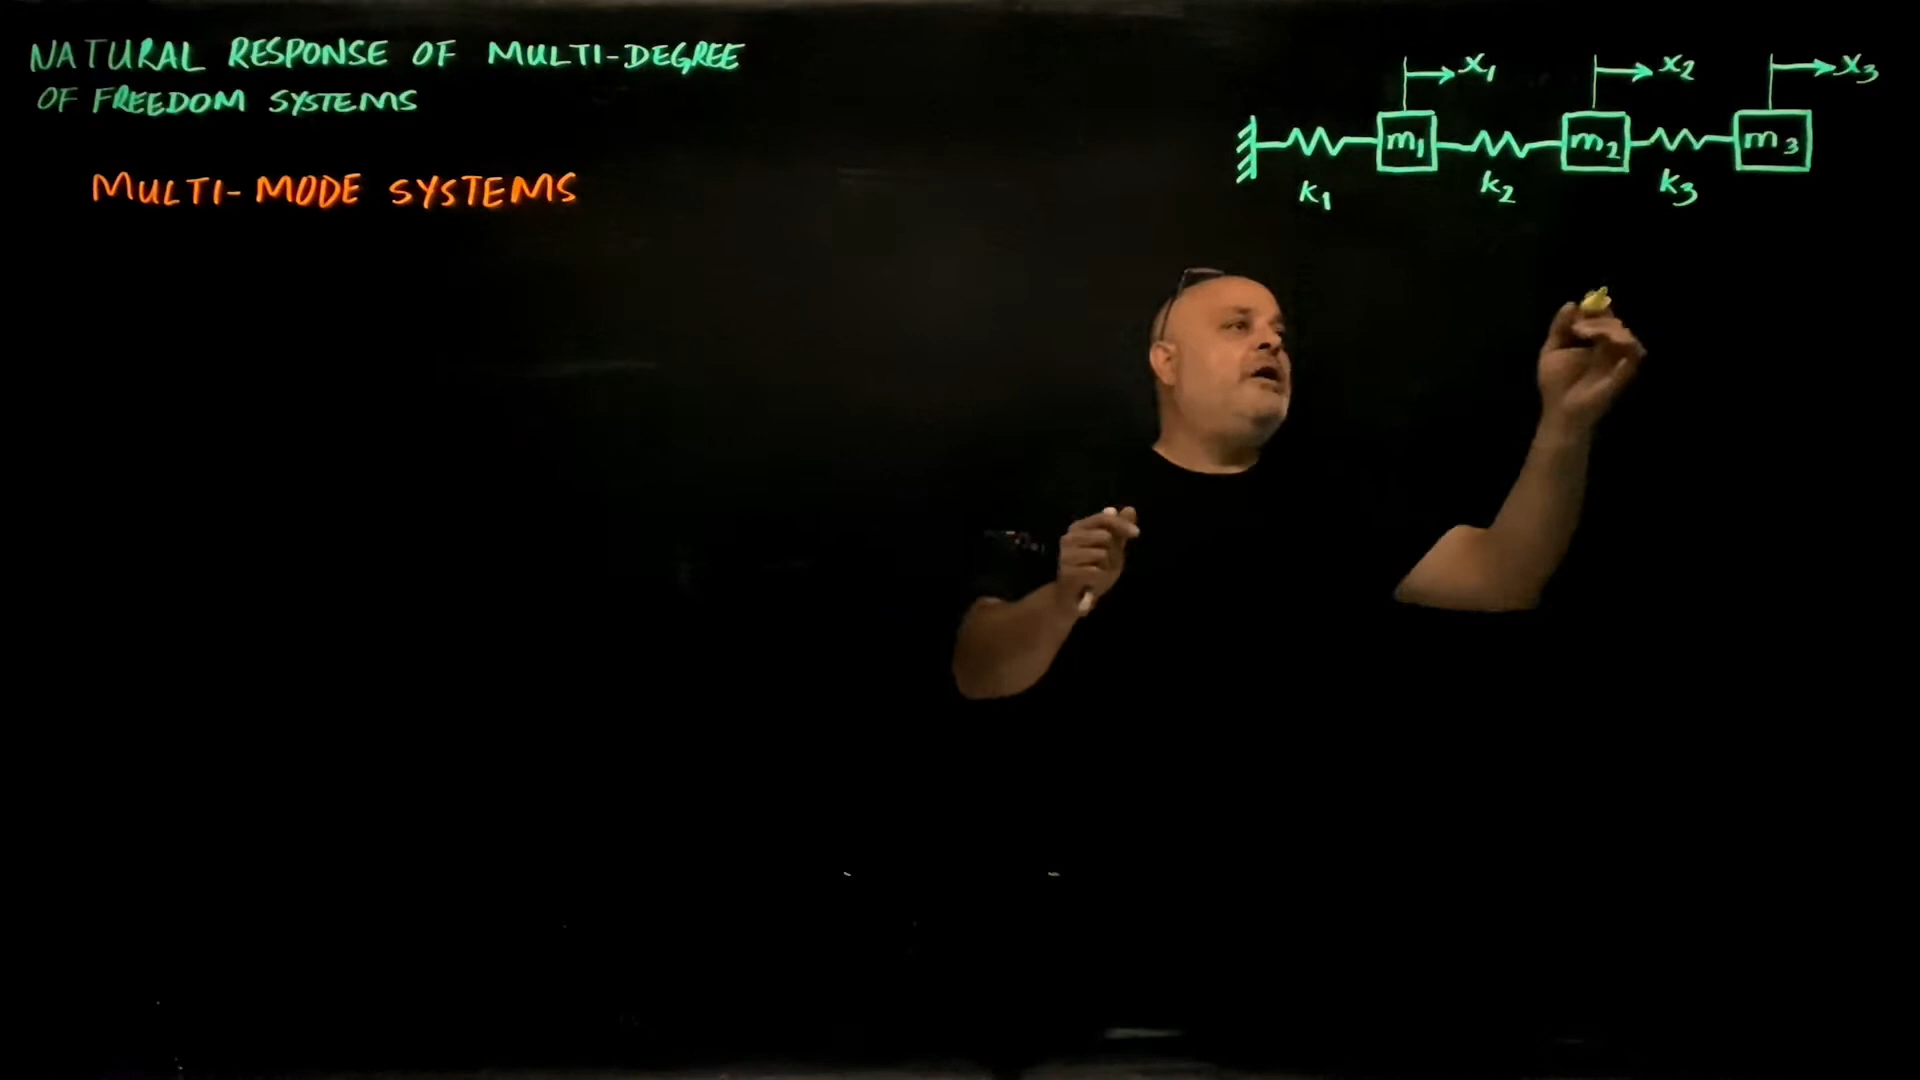 NATURAL RESPONSE OF MULTI-DEGREE
OF FREEDOM SYSTEMS
MULTI-MODE SYSTEMS
x₁ x₂ x₃
m₁ m₂ m₃
k₁ k₂ k₃